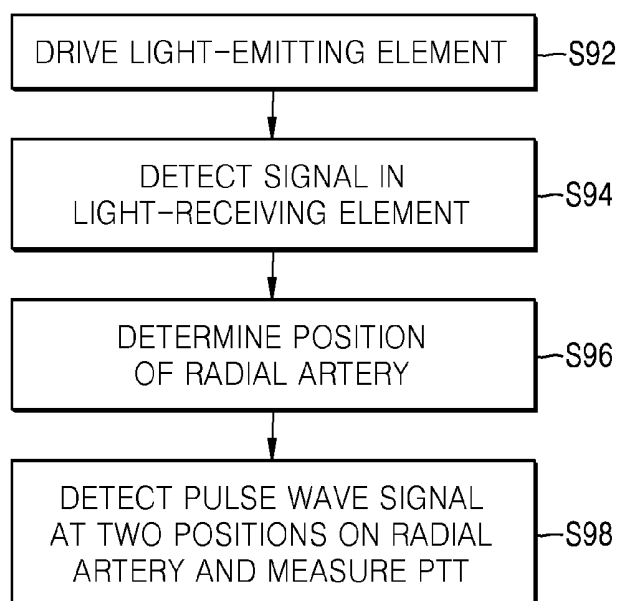 DRIVE LIGHT-EMITTING ELEMENT
S92
DETECT SIGNAL IN
LIGHT-RECEIVING ELEMENT
S94
DETERMINE POSITION
OF RADIAL ARTERY
S96
DETECT PULSE WAVE SIGNAL
AT TWO POSITIONS ON RADIAL
ARTERY AND MEASURE PTT
S98